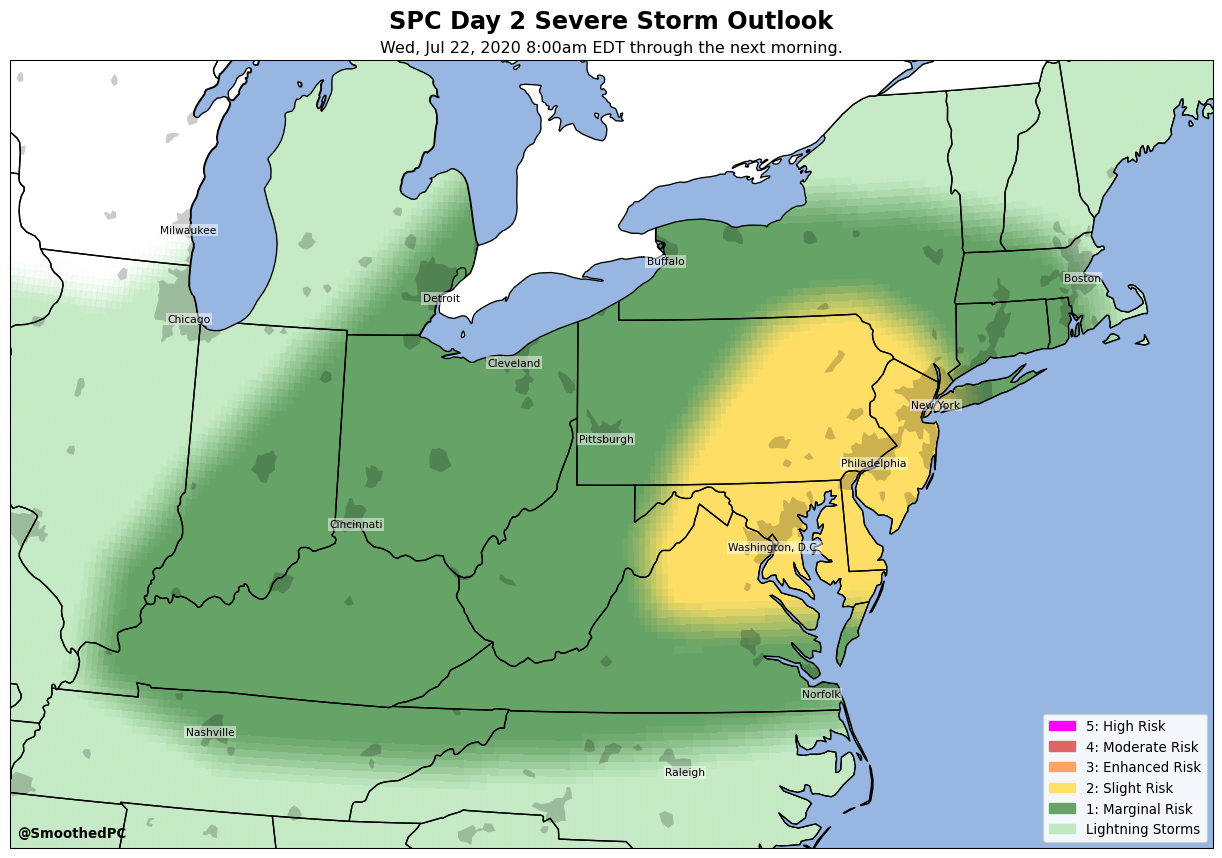 SPC Day 2 Severe Storm Outlook
Wed, Jul 22, 2020 8:00am EDT through the next morning.
Milwaukee
Buffalo
Boston
Detroit
Chicago
Cleveland
New York
Pittsburgh
Philadelphia
Cincinnati
Washington, D.C.
Norfolk
Nashville
Raleigh
5: High Risk
4: Moderate Risk
3: Enhanced Risk
2: Slight Risk
1: Marginal Risk
Lightning Storms
@SmoothedPC